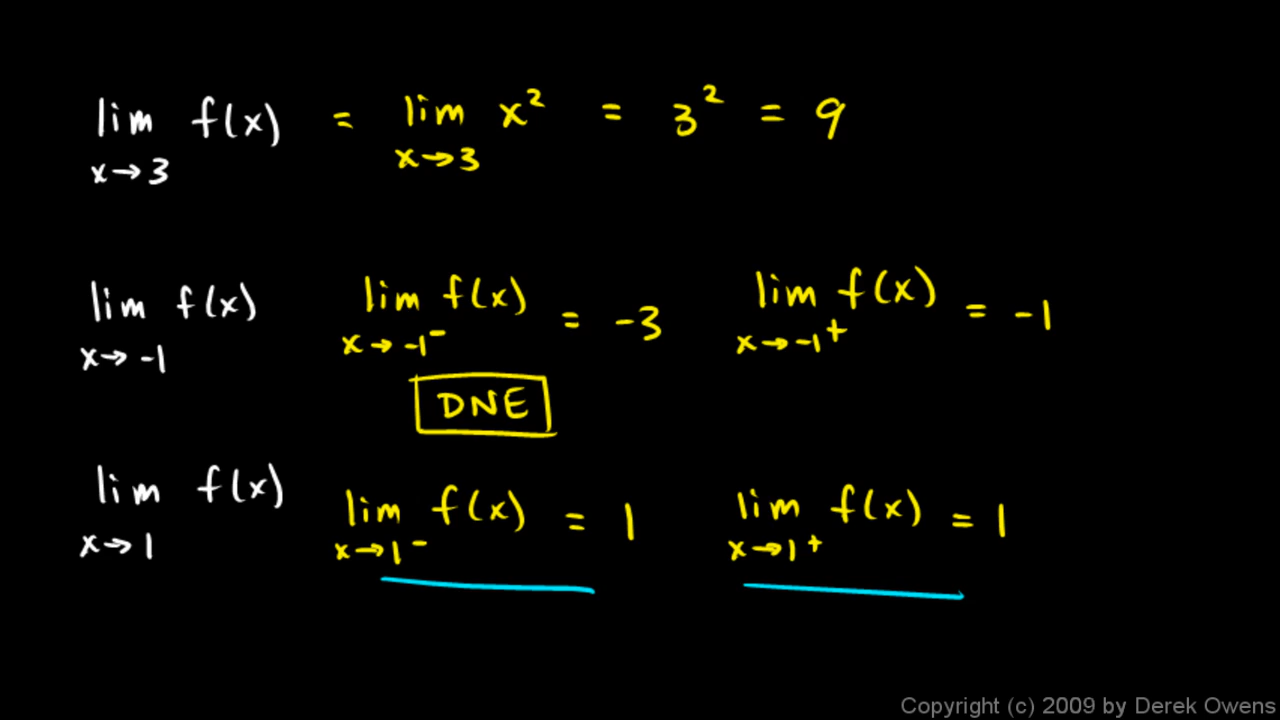 lim f(x) = lim x² = 3² = 9
x→3 x→3
lim f(x) lim f(x) = -3 lim f(x) = -1
x→-1 x→-1⁻ x→-1⁺
DNE
lim f(x) lim f(x) = 1 lim f(x) = 1
x→1 x→1⁻ x→1⁺
Copyright (c) 2009 by Derek Owens